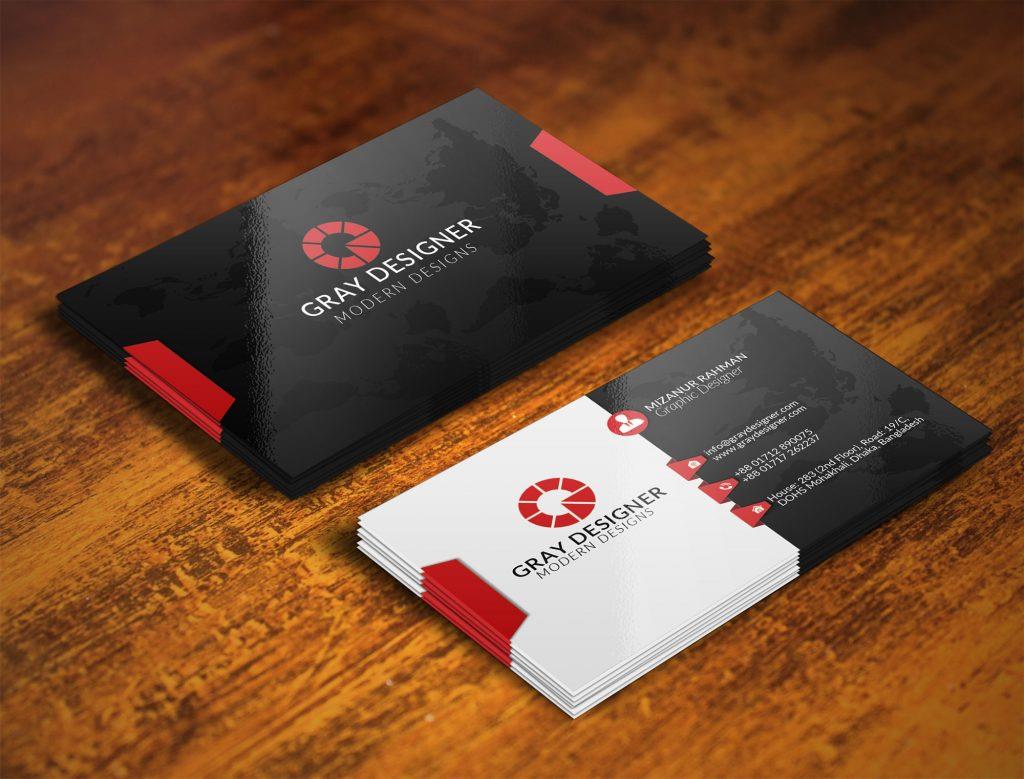 GRAY DESIGNER
MODERN DESIGNS
GRAY DESIGNER
MODERN DESIGNS
MIZANUR RAHMAN
Graphic Designer
info@graydesigner.com
www.graydesigner.com
+88 01712 890075
+88 01717 262237
House: 283 (2nd Floor), Road: 19/C,
DOHS Mohakhali, Dhaka, Bangladesh